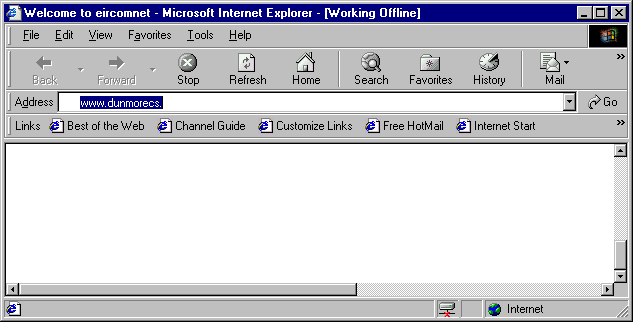 Welcome to eircomnet - Microsoft Internet Explorer - [Working Offline]
File Edit View Favorites Tools Help
Back Forward Stop Refresh Home Search Favorites History Mail
Address www.dunmorecs. Go
Links Best of the Web Channel Guide Customize Links Free HotMail Internet Start
Internet